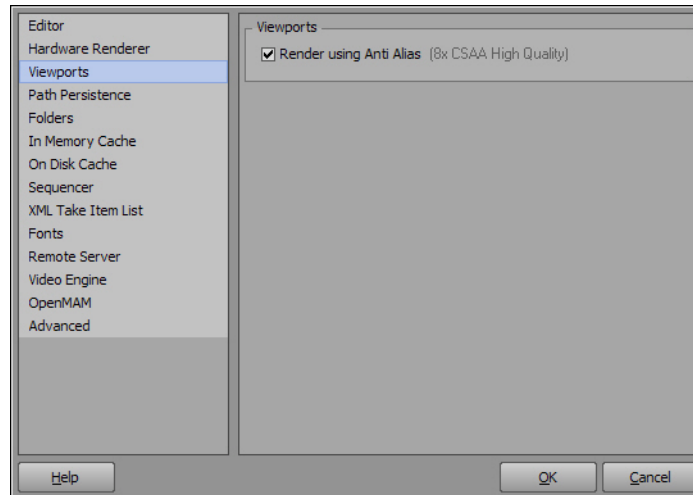 Editor
Hardware Renderer
Viewports
Path Persistence
Folders
In Memory Cache
On Disk Cache
Sequencer
XML Take Item List
Fonts
Remote Server
Video Engine
OpenMAM
Advanced
Viewports
Render using Anti Alias (8x CSAA High Quality)
Help
OK
Cancel